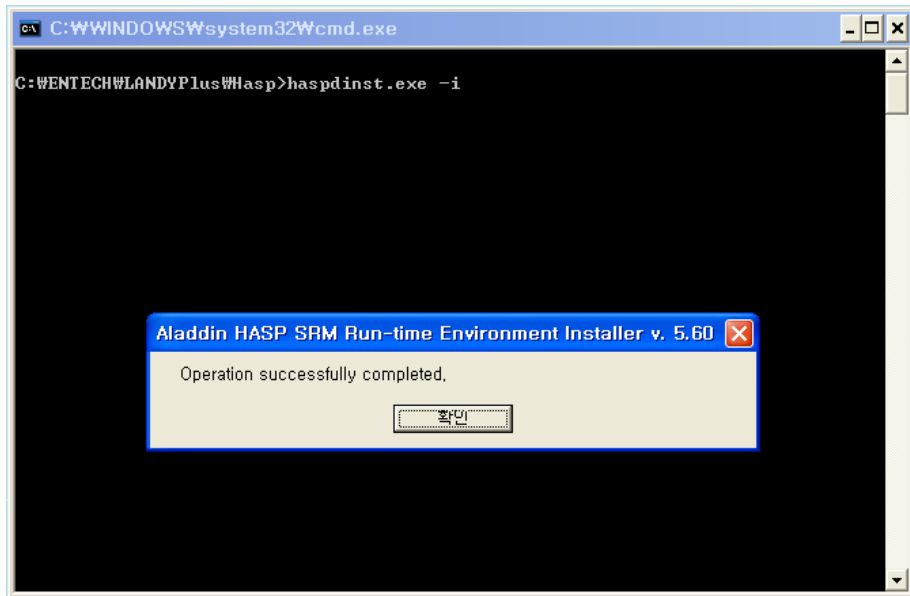 C:₩WINDOWS₩system32₩cmd.exe
C:₩ENTECH₩LANDYPlus₩Hasp>haspdinst.exe -i
Aladdin HASP SRM Run-time Environment Installer v. 5.60
Operation successfully completed.
확인